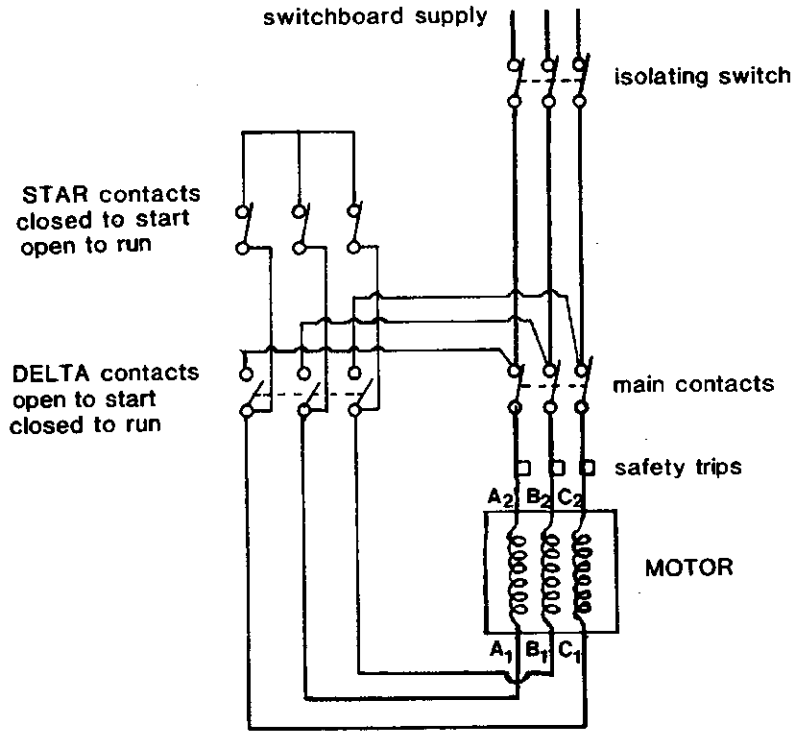 switchboard supply
isolating switch
STAR contacts
closed to start
open to run
DELTA contacts
open to start
closed to run
main contacts
safety trips
A2 B2 C2
MOTOR
A1 B1 C1